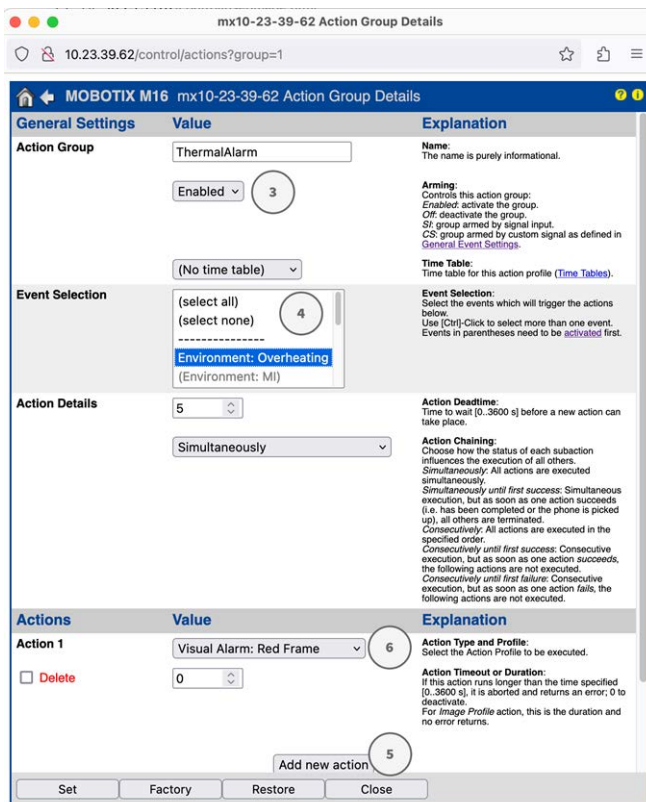 mx10-23-39-62 Action Group Details
10.23.39.62/control/actions?group=1
MOBOTIX M16 mx10-23-39-62 Action Group Details
? i
General Settings Value Explanation
Action Group
ThermalAlarm
Name:
The name is purely informational.
Enabled
3
Arming:
Controls this action group:
Enabled: activate the group.
Off: deactivate the group.
SI: group armed by signal input.
CS: group armed by custom signal as defined in
General Event Settings.
(No time table)
Time Table:
Time table for this action profile (Time Tables).
Event Selection
(select all)
(select none)
---------------
Environment: Overheating
(Environment: MI)
4
Event Selection:
Select the events which will trigger the actions
below.
Use [Ctrl]-Click to select more than one event.
Events in parentheses need to be activated first.
Action Details
5
Action Deadtime:
Time to wait [0..3600 s] before a new action can
take place.
Simultaneously
Action Chaining:
Choose how the status of each subaction
influences the execution of all others.
Simultaneously: All actions are executed
simultaneously.
Simultaneously until first success: Simultaneous
execution, but as soon as one action succeeds
(i.e. has been completed or the phone is picked
up), all others are terminated.
Consecutively: All actions are executed in the
specified order.
Consecutively until first success: Consecutive
execution, but as soon as one action succeeds,
the following actions are not executed.
Consecutively until first failure: Consecutive
execution, but as soon as one action fails, the
following actions are not executed.
Actions Value Explanation
Action 1
Visual Alarm: Red Frame
6
Action Type and Profile:
Select the Action Profile to be executed.
Delete
0
Action Timeout or Duration:
If this action runs longer than the time specified
[0..3600 s], it is aborted and returns an error; 0 to
deactivate.
For Image Profile action, this is the duration and
no error returns.
Add new action
5
Set Factory Restore Close